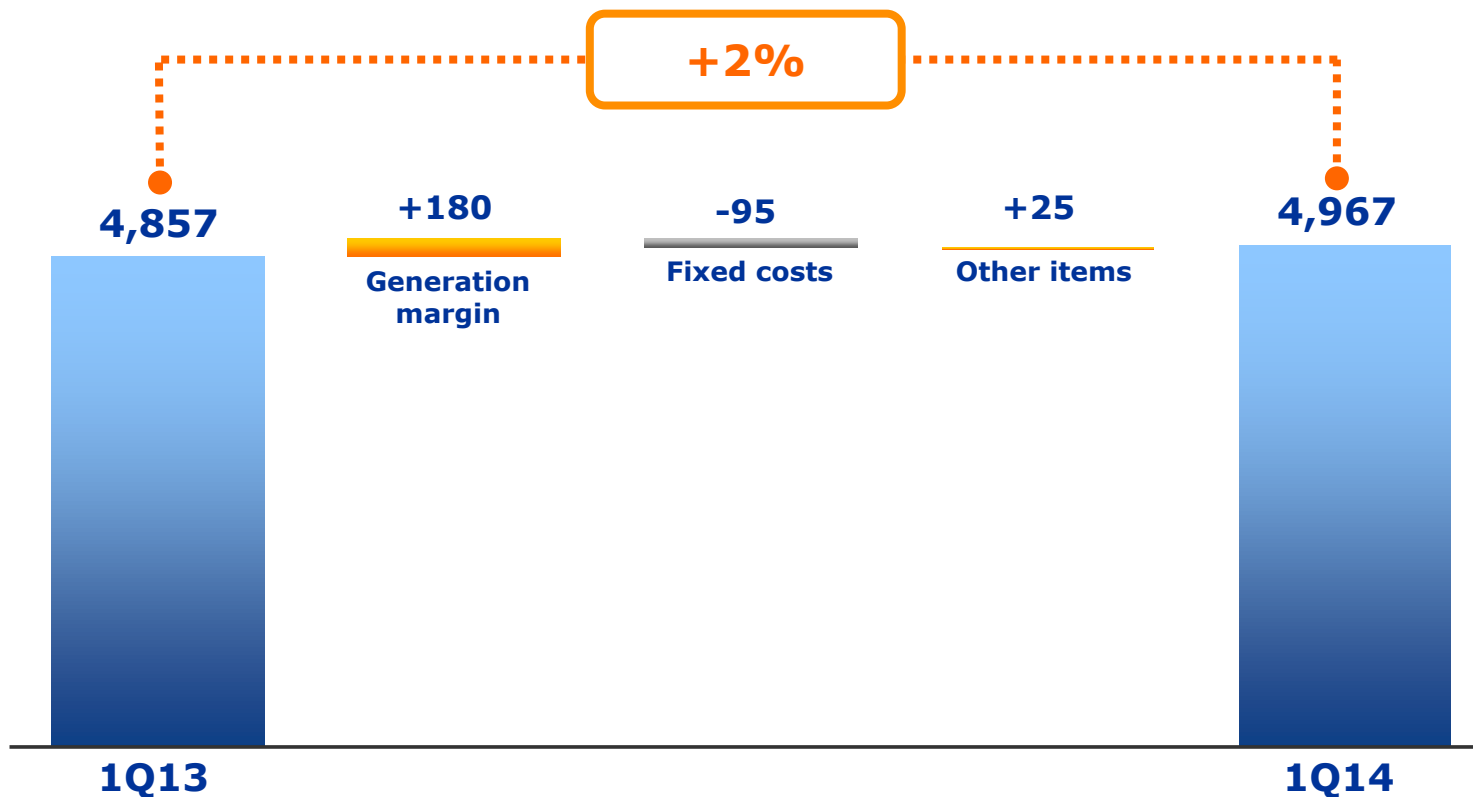 +2%
4,857
+180
-95
+25
4,967
Generation
margin
Fixed costs
Other items
1Q13
1Q14